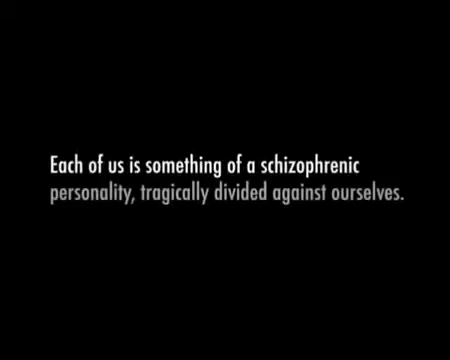 Each of us is something of a schizophrenic
personality, tragically divided against ourselves.